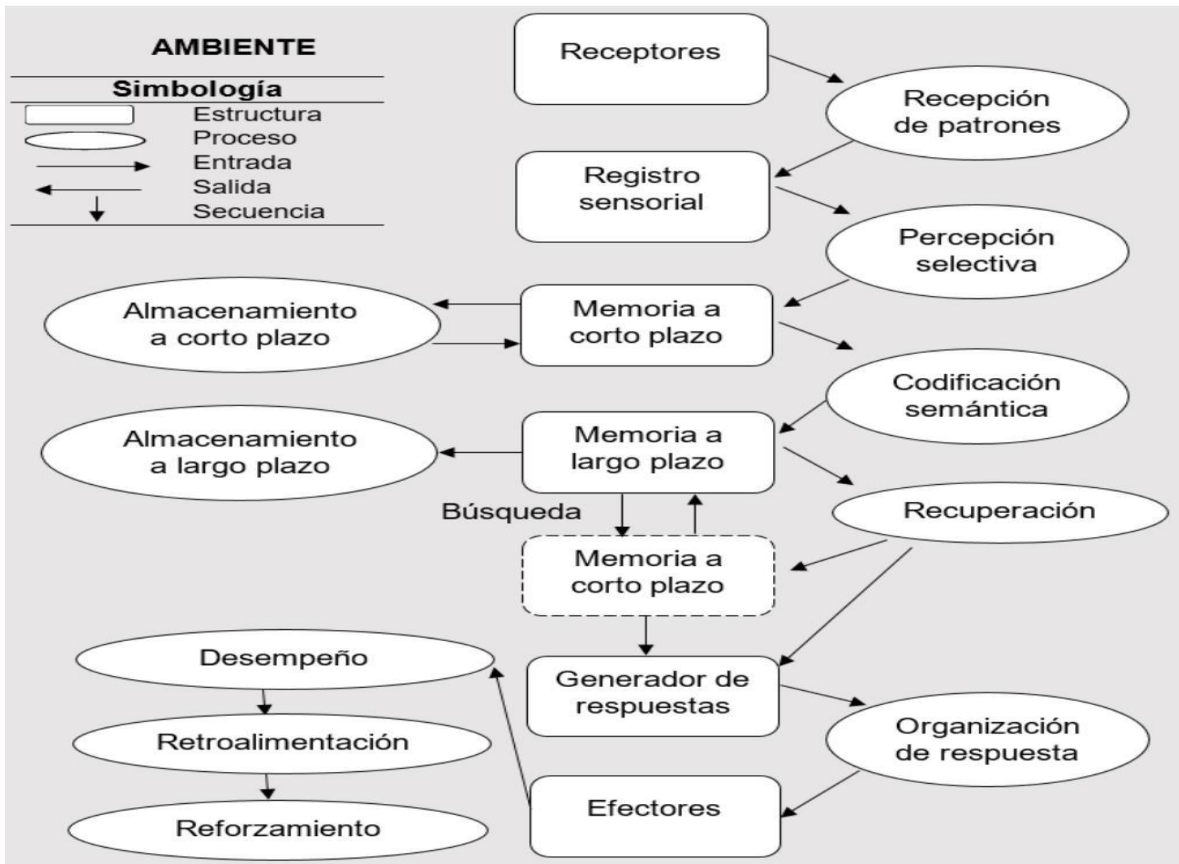 AMBIENTE
Simbología
Estructura
Proceso
Entrada
Salida
Secuencia
Receptores
Recepción
de patrones
Registro
sensorial
Percepción
selectiva
Almacenamiento
a corto plazo
Memoria a
corto plazo
Codificación
semántica
Almacenamiento
a largo plazo
Memoria a
largo plazo
Búsqueda
Recuperación
Memoria a
corto plazo
Desempeño
Generador de
respuestas
Retroalimentación
Organización
de respuesta
Efectores
Reforzamiento